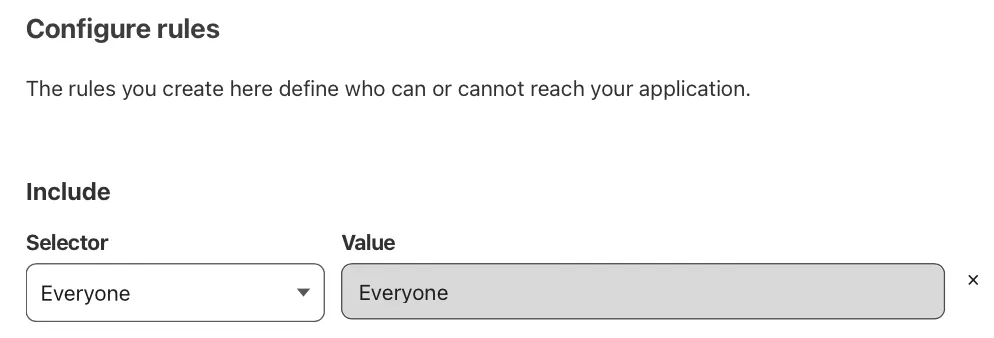 Configure rules
The rules you create here define who can or cannot reach your application.
Include
Selector Value
Everyone Everyone ×